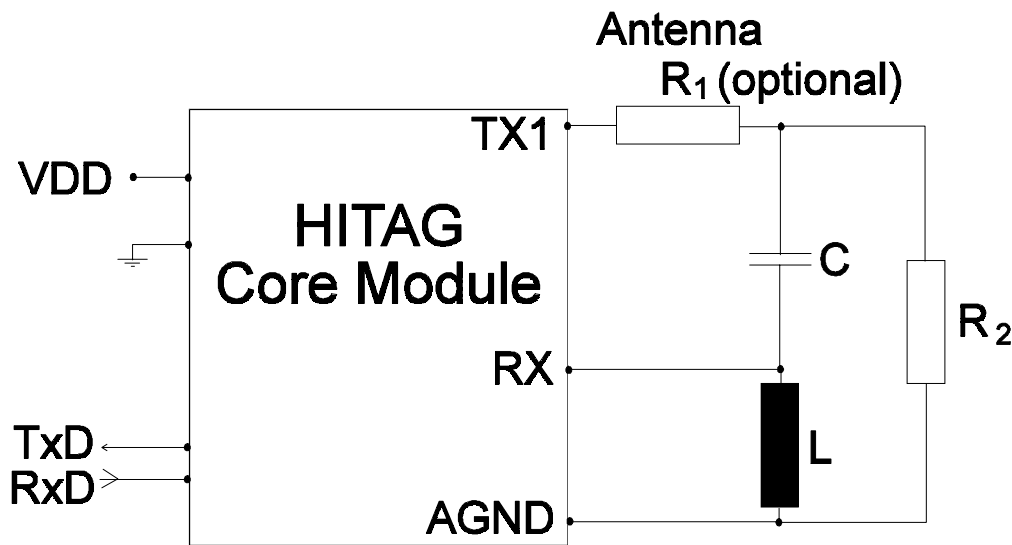 Antenna
R1 (optional)
TX1
VDD
HITAG
Core Module
C
R2
RX
TxD
L
RxD
AGND